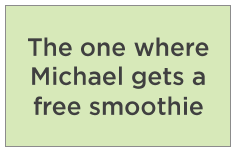 The one where
Michael gets a
free smoothie